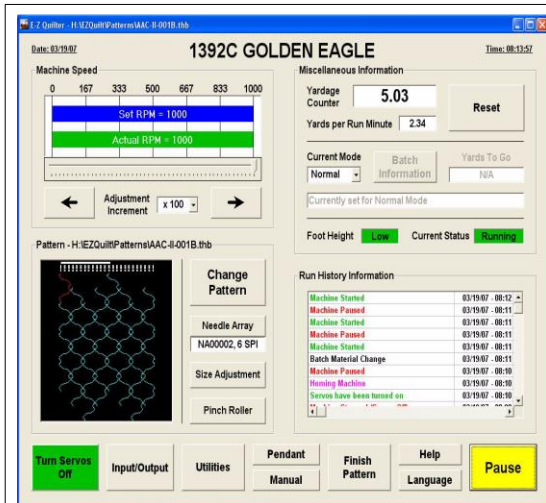 E-Z Quilter - H:\EZQuilt\Patterns\AAC-II-001B.thb
Date: 03/19/07
1392C GOLDEN EAGLE
Time: 08:13:57
Machine Speed
0 167 333 500 667 833 1000
Set RPM = 1000
Actual RPM = 1000
Adjustment
Increment
x 100
Miscellaneous Information
Yardage
Counter
5.03
Reset
Yards per Run Minute
2.34
Current Mode
Normal
Batch
Information
Yards To Go
N/A
Currently set for Normal Mode
Foot Height
Low
Current Status
Running
Pattern - H:\EZQuilt\Patterns\AAC-II-001B.thb
Change
Pattern
Needle Array
NA00002, 6 SPI
Size Adjustment
Pinch Roller
Run History Information
Machine Started 03/19/07 - 08:12
Machine Paused 03/19/07 - 08:11
Machine Started 03/19/07 - 08:11
Machine Paused 03/19/07 - 08:11
Machine Started 03/19/07 - 08:11
Batch Material Change 03/19/07 - 08:11
Machine Paused 03/19/07 - 08:10
Homing Machine 03/19/07 - 08:10
Servos have been turned on 03/19/07 - 08:10
Turn Servos
Off
Input/Output
Utilities
Pendant
Manual
Finish
Pattern
Help
Language
Pause